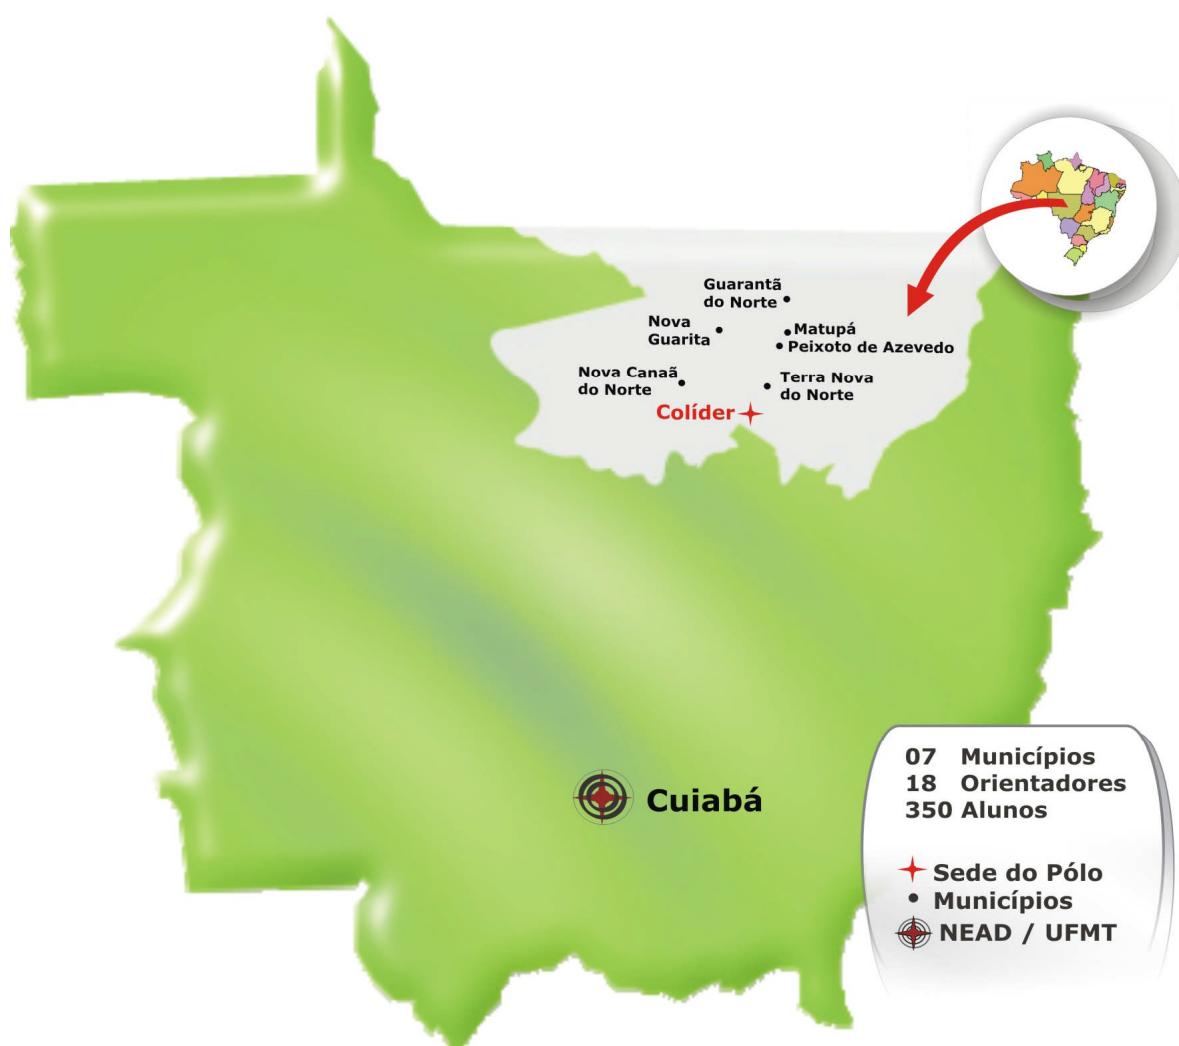 Guarantã
do Norte
Nova
Guarita
Matupá
Peixoto de Azevedo
Nova Canaã
do Norte
Terra Nova
do Norte
Colíder
Cuiabá
07 Municípios
18 Orientadores
350 Alunos
Sede do Pólo
Municípios
NEAD / UFMT